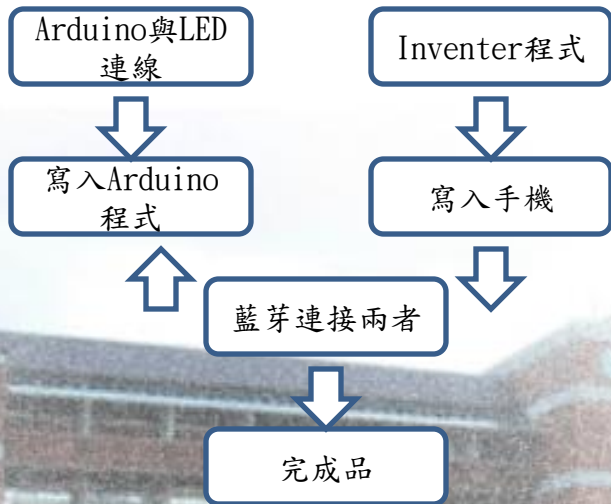 Arduino與LED
連線
Inventer程式
寫入Arduino
程式
寫入手機
藍芽連接兩者
完成品